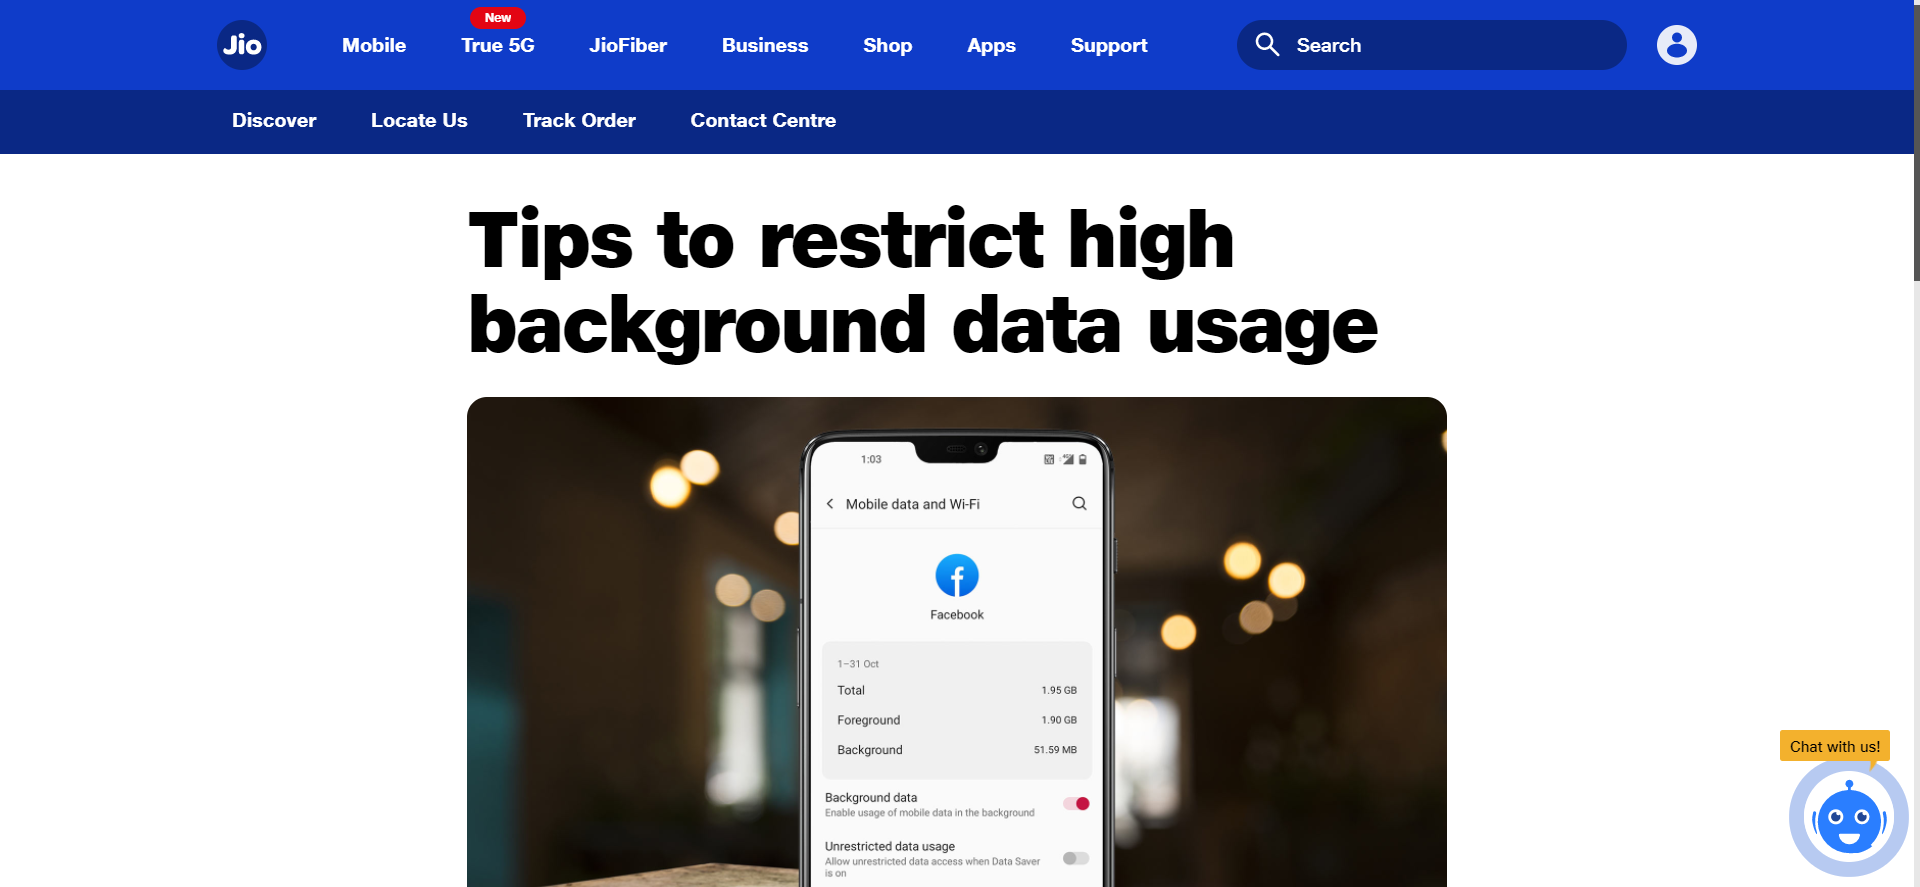 New
Jio
Mobile
True 5G
JioFiber
Business
Shop
Apps
Support
Search
Discover
Locate Us
Track Order
Contact Centre
Tips to restrict high
background data usage
1:03
Mobile data and Wi-Fi
Facebook
1–31 Oct
Total 1.95 GB
Foreground 1.90 GB
Background 51.59 MB
Background data
Enable usage of mobile data in the background
Unrestricted data usage
Allow unrestricted data access when Data Saver
is on
Chat with us!